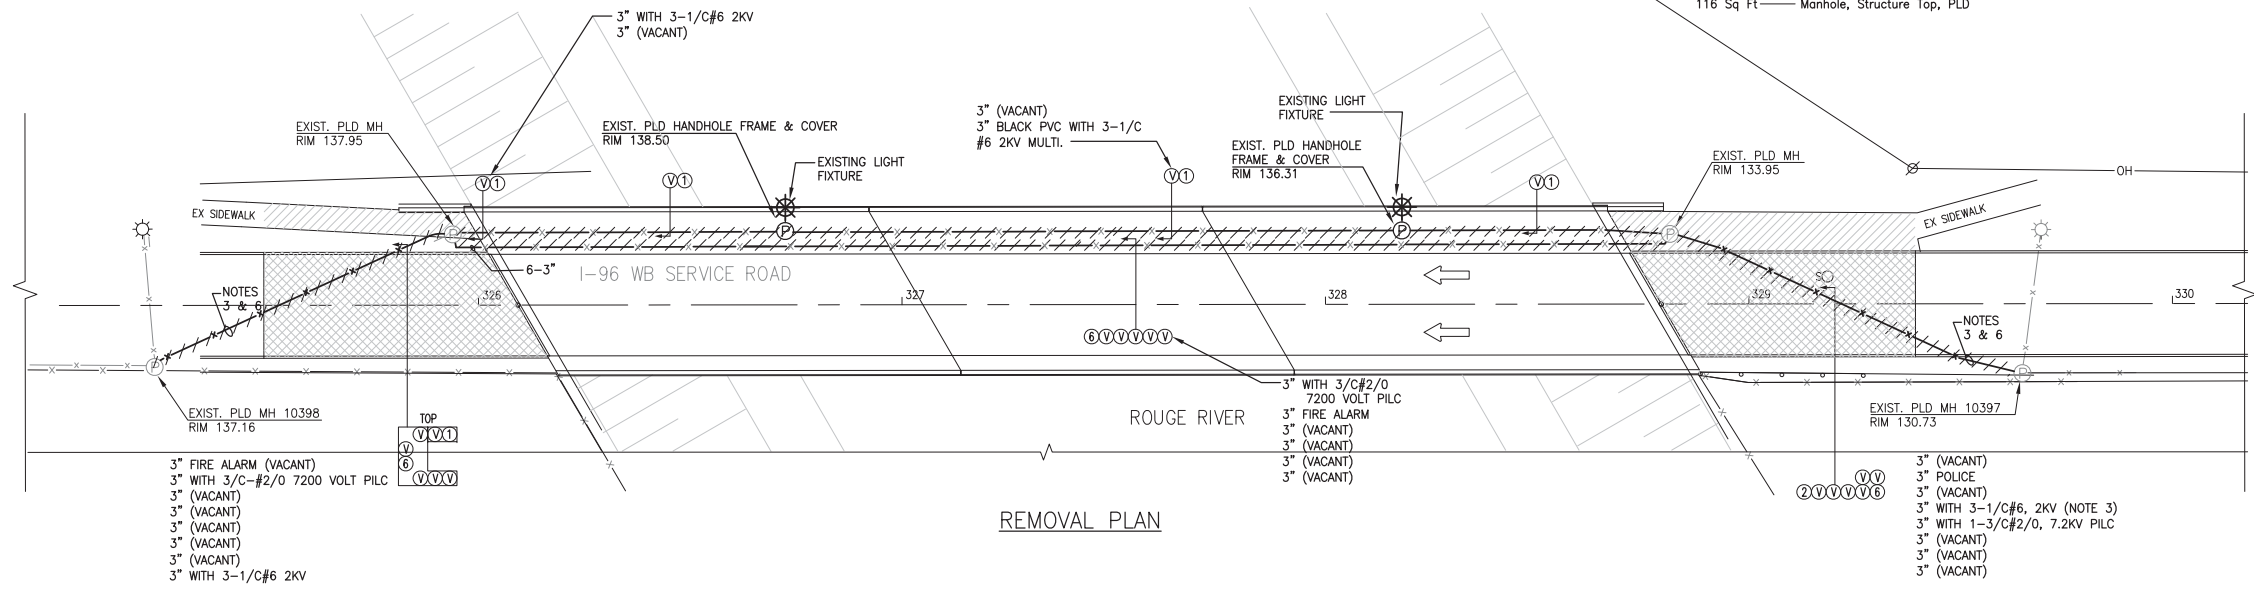 116 Sq Ft Manhole, Structure Top, PLD
3" WITH 3-1/C#6 2KV
3" (VACANT)
EXIST. PLD MH
RIM 137.95
EXIST. PLD HANDHOLE FRAME & COVER
RIM 138.50
EXISTING LIGHT
FIXTURE
3" (VACANT)
3" BLACK PVC WITH 3-1/C
#6 2KV MULTI.
EXISTING LIGHT
FIXTURE
EXIST. PLD HANDHOLE
FRAME & COVER
RIM 136.31
EXIST. PLD MH
RIM 133.95
OH
V 1
V 1
V 1
V 1
EX SIDEWALK
EX SIDEWALK
P
P
P
P
6-3"
I-96 WB SERVICE ROAD
S
NOTES
3 & 6
326
327
328
329
330
NOTES
3 & 6
6 V V V V V
P
P
EXIST. PLD MH 10398
RIM 137.16
TOP
V V 1
V
6
V V V
3" FIRE ALARM (VACANT)
3" WITH 3/C-#2/0 7200 VOLT PILC
3" (VACANT)
3" (VACANT)
3" (VACANT)
3" (VACANT)
3" (VACANT)
3" WITH 3-1/C#6 2KV
ROUGE RIVER
3" WITH 3/C#2/0
7200 VOLT PILC
3" FIRE ALARM
3" (VACANT)
3" (VACANT)
3" (VACANT)
3" (VACANT)
EXIST. PLD MH 10397
RIM 130.73
V V
2 V V V V 6
3" (VACANT)
3" POLICE
3" (VACANT)
3" WITH 3-1/C#6, 2KV (NOTE 3)
3" WITH 1-3/C#2/0, 7.2KV PILC
3" (VACANT)
3" (VACANT)
3" (VACANT)
REMOVAL PLAN